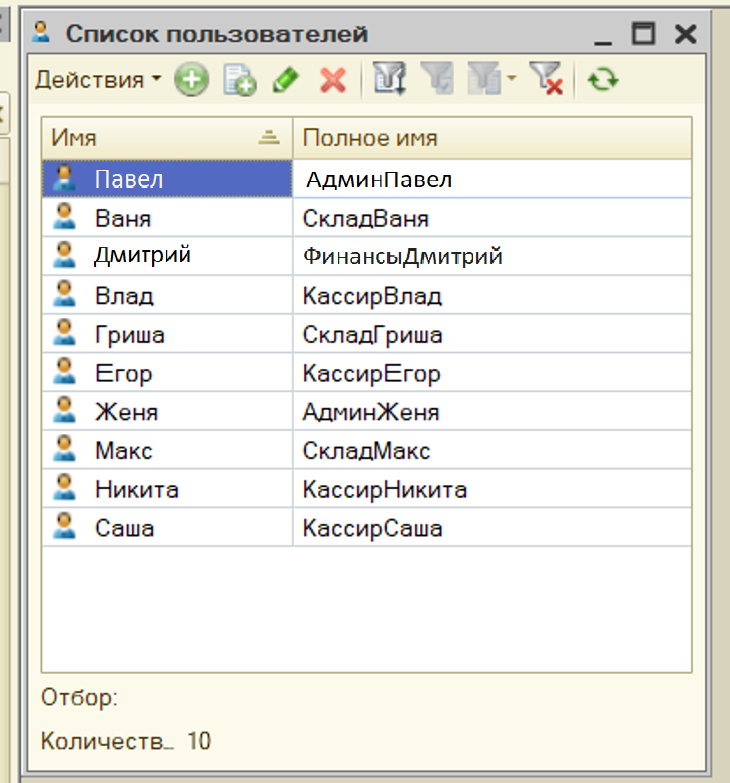 Список пользователей
Действия
Имя Полное имя
Павел АдминПавел
Ваня СкладВаня
Дмитрий ФинансыДмитрий
Влад КассирВлад
Гриша СкладГриша
Егор КассирЕгор
Женя АдминЖеня
Макс СкладМакс
Никита КассирНикита
Саша КассирСаша
Отбор:
Количеств... 10